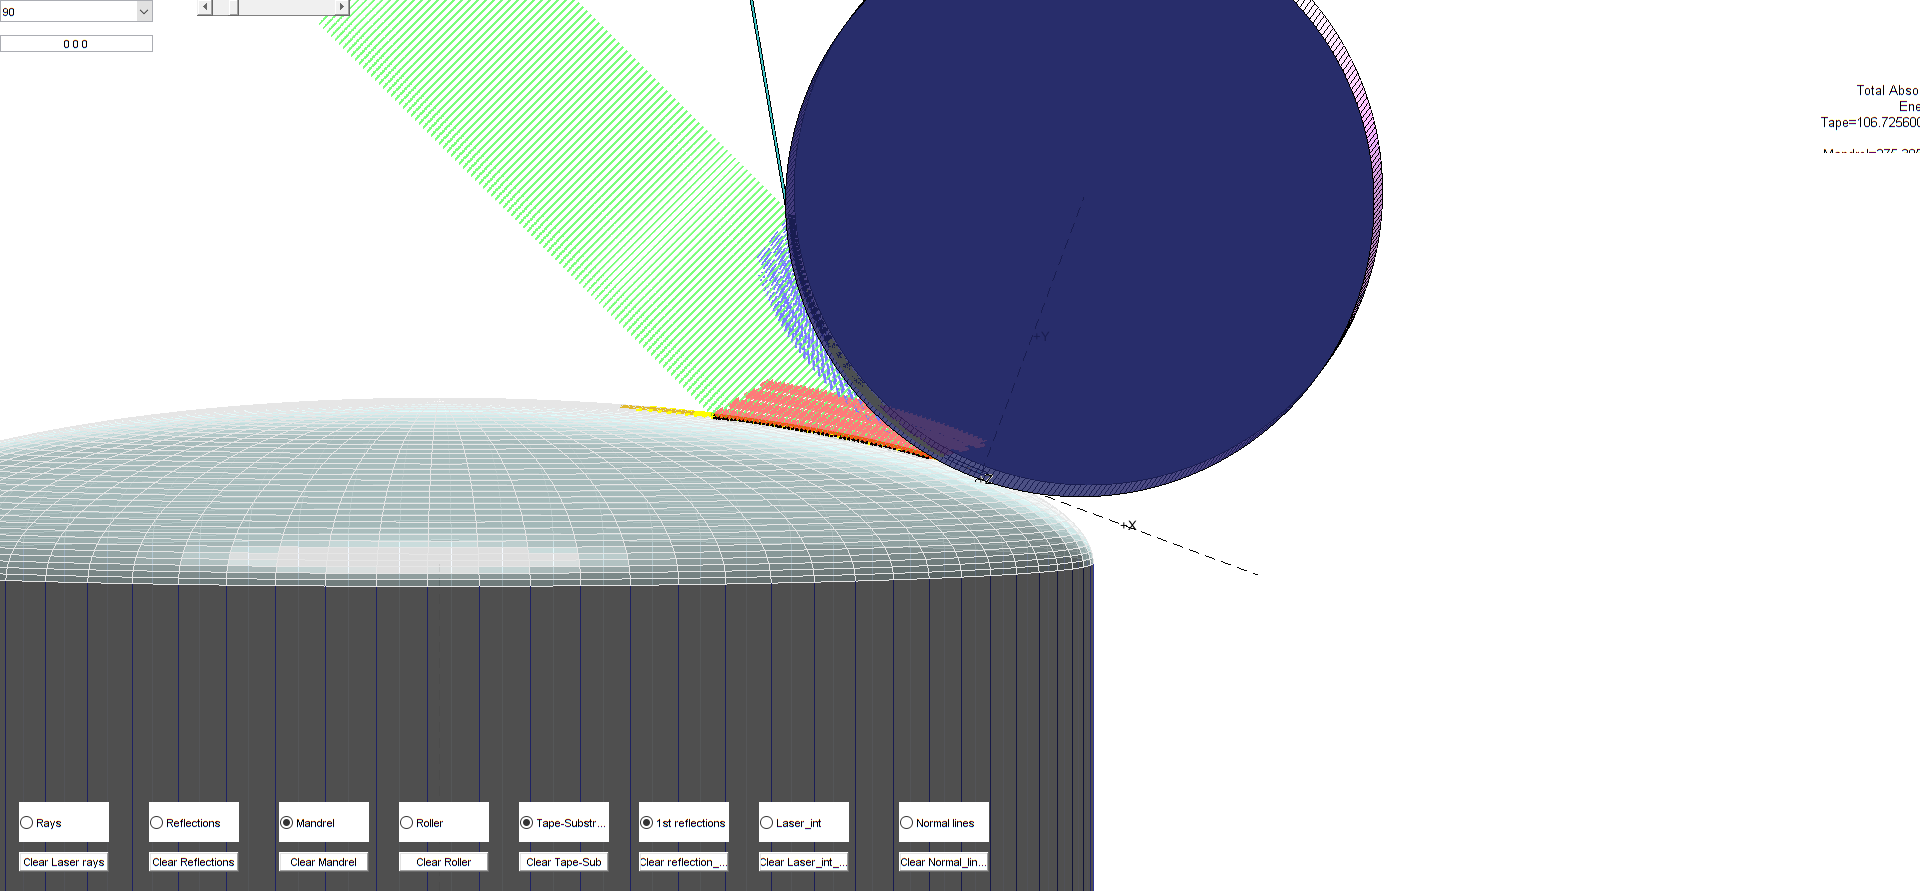 90
0 0 0
Total Abso
Ene
Tape=106.725600
+Y
+X
Rays
Reflections
Mandrel
Roller
Tape-Substr...
1st reflections
Laser_int
Normal lines
Clear Laser rays
Clear Reflections
Clear Mandrel
Clear Roller
Clear Tape-Sub
Clear reflection_...
Clear Laser_int_...
Clear Normal_lin...